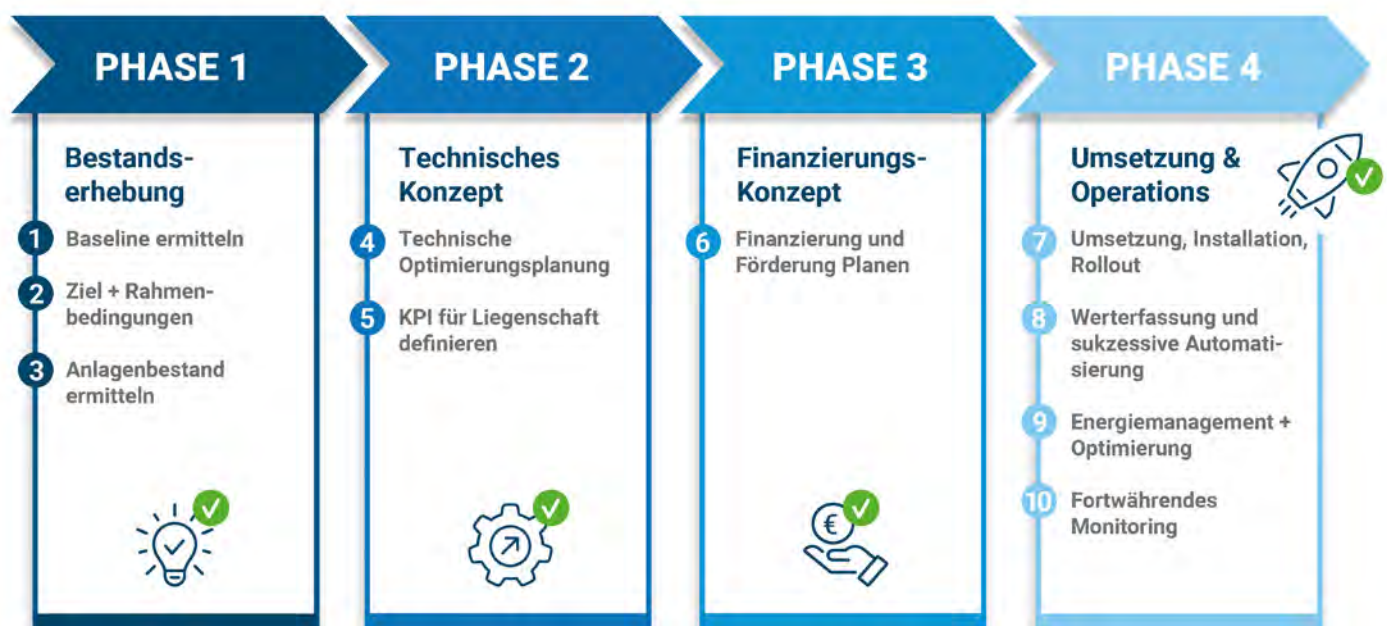 PHASE 1
Bestands-
erhebung
1 Baseline ermitteln
2 Ziel + Rahmen-
bedingungen
3 Anlagenbestand
ermitteln
PHASE 2
Technisches
Konzept
4 Technische
Optimierungsplanung
5 KPI für Liegenschaft
definieren
PHASE 3
Finanzierungs-
Konzept
6 Finanzierung und
Förderung Planen
€
PHASE 4
Umsetzung &
Operations
7 Umsetzung, Installation,
Rollout
8 Werterfassung und
sukzessive Automati-
sierung
9 Energiemanagement +
Optimierung
10 Fortwährendes
Monitoring